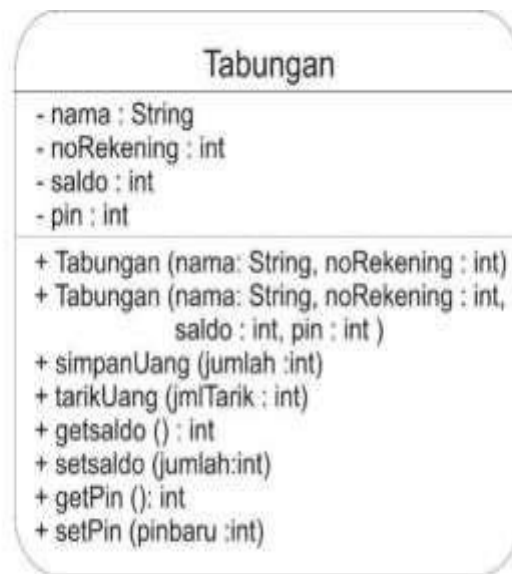 Tabungan
- nama : String
- noRekening : int
- saldo : int
- pin : int
+ Tabungan (nama: String, noRekening : int)
+ Tabungan (nama: String, noRekening : int,
saldo : int, pin : int )
+ simpanUang (jumlah :int)
+ tarikUang (jmlTarik : int)
+ getsaldo () : int
+ setsaldo (jumlah:int)
+ getPin (): int
+ setPin (pinbaru :int)